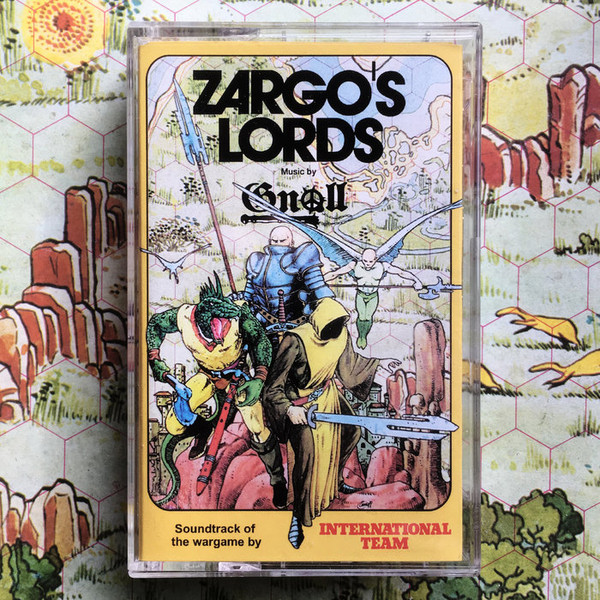 ZARGO'S
LORDS
Music by
Gnoll
Soundtrack of
the wargame by
INTERNATIONAL
TEAM